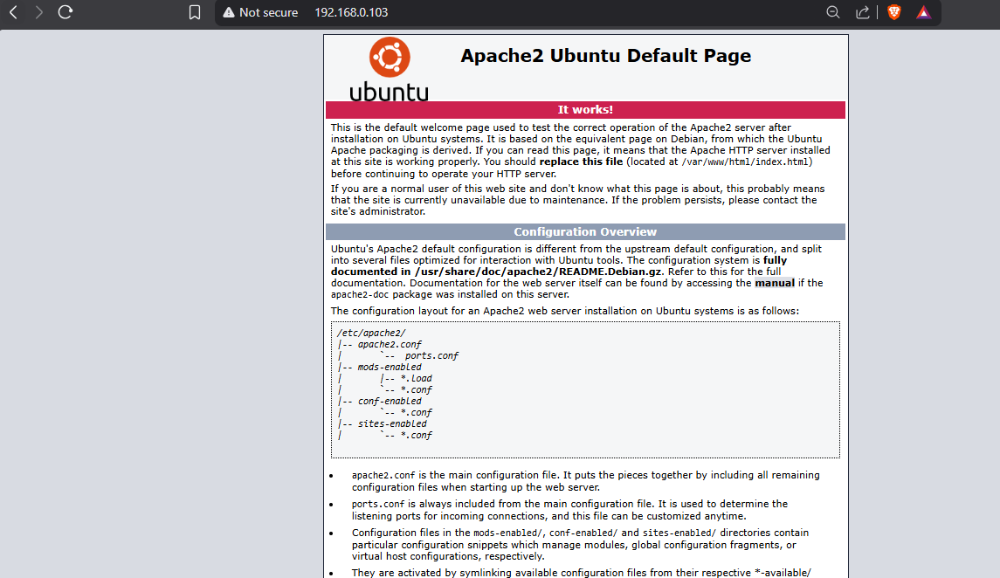 Not secure 192.168.0.103
ubuntu
Apache2 Ubuntu Default Page
It works!
This is the default welcome page used to test the correct operation of the Apache2 server after
installation on Ubuntu systems. It is based on the equivalent page on Debian, from which the Ubuntu
Apache packaging is derived. If you can read this page, it means that the Apache HTTP server installed
at this site is working properly. You should replace this file (located at /var/www/html/index.html)
before continuing to operate your HTTP server.
If you are a normal user of this web site and don't know what this page is about, this probably means
that the site is currently unavailable due to maintenance. If the problem persists, please contact the
site's administrator.
Configuration Overview
Ubuntu's Apache2 default configuration is different from the upstream default configuration, and split
into several files optimized for interaction with Ubuntu tools. The configuration system is fully
documented in /usr/share/doc/apache2/README.Debian.gz. Refer to this for the full
documentation. Documentation for the web server itself can be found by accessing the manual if the
apache2-doc package was installed on this server.
The configuration layout for an Apache2 web server installation on Ubuntu systems is as follows:
/etc/apache2/
|-- apache2.conf
|       `--  ports.conf
|-- mods-enabled
|       |-- *.load
|       `-- *.conf
|-- conf-enabled
|       `-- *.conf
|-- sites-enabled
|       `-- *.conf
• apache2.conf is the main configuration file. It puts the pieces together by including all remaining
configuration files when starting up the web server.
• ports.conf is always included from the main configuration file. It is used to determine the
listening ports for incoming connections, and this file can be customized anytime.
• Configuration files in the mods-enabled/, conf-enabled/ and sites-enabled/ directories contain
particular configuration snippets which manage modules, global configuration fragments, or
virtual host configurations, respectively.
• They are activated by symlinking available configuration files from their respective *-available/